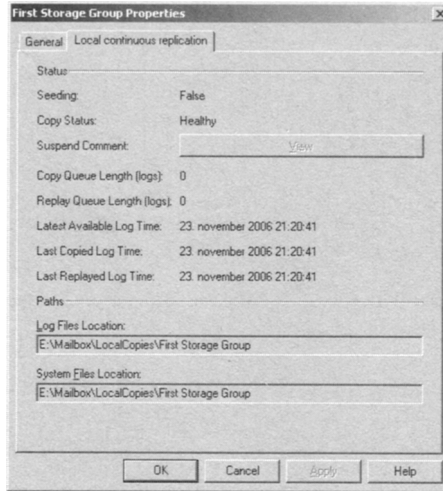 First Storage Group Properties
General Local continuous replication
Status
Seeding: False
Copy Status: Healthy
Suspend Comment: View
Copy Queue Length (logs): 0
Replay Queue Length (logs): 0
Latest Available Log Time: 23. november 2006 21:20:41
Last Copied Log Time: 23. november 2006 21:20:41
Last Replayed Log Time: 23. november 2006 21:20:41
Paths
Log Files Location:
E:\Mailbox\LocalCopies\First Storage Group
System Files Location:
E:\Mailbox\LocalCopies\First Storage Group
OK Cancel Apply Help